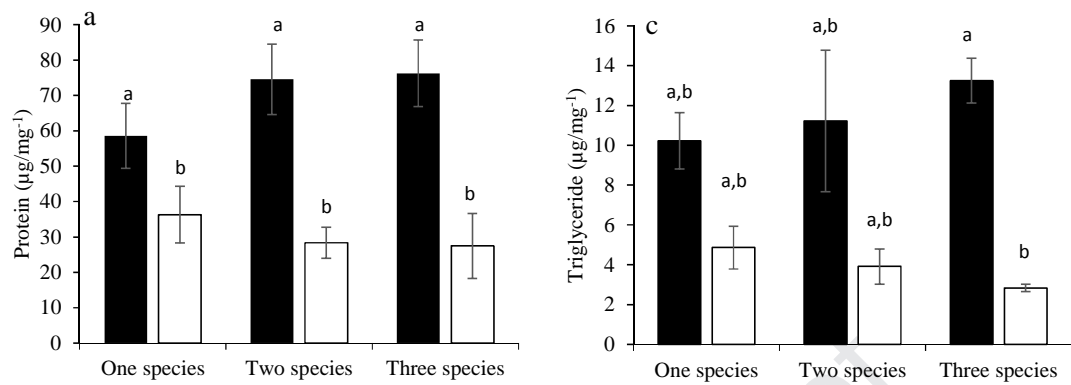 a
Protein (µg/mg⁻¹)
90
80
70
60
50
40
30
20
10
0
a
b
a
b
a
b
One species
Two species
Three species
c
Triglyceride (µg/mg⁻¹)
16
14
12
10
8
6
4
2
0
a,b
a,b
a,b
a,b
a
b
One species
Two species
Three species